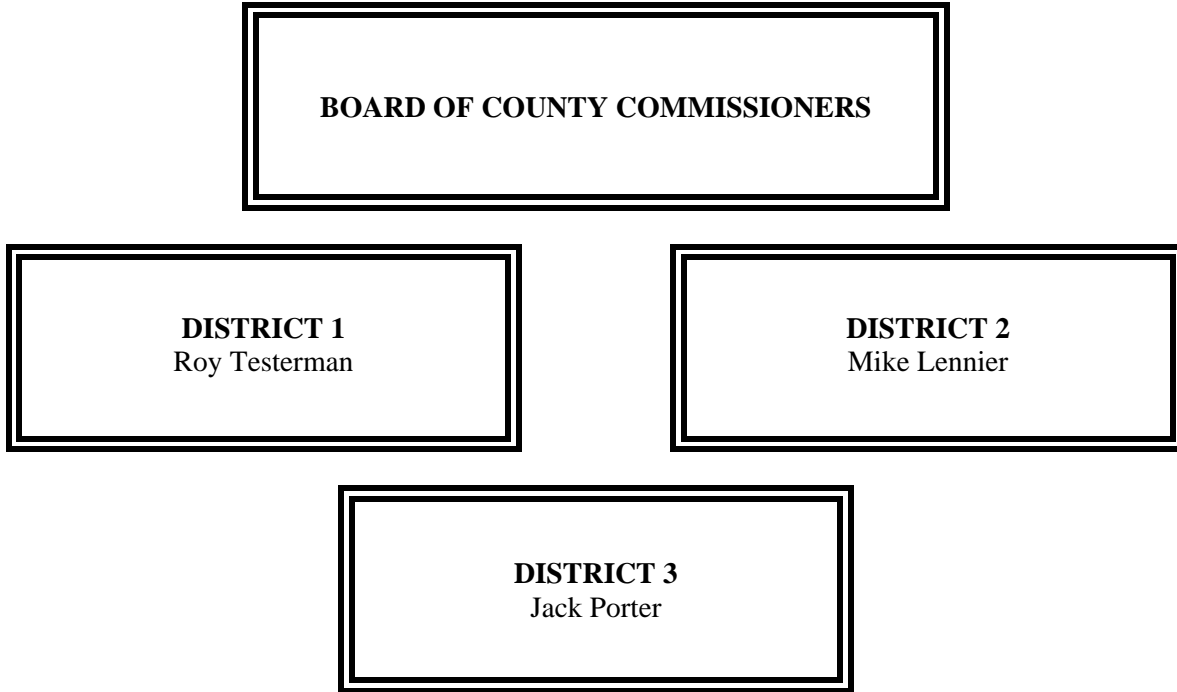 BOARD OF COUNTY COMMISSIONERS
DISTRICT 1
Roy Testerman
DISTRICT 2
Mike Lennier
DISTRICT 3
Jack Porter